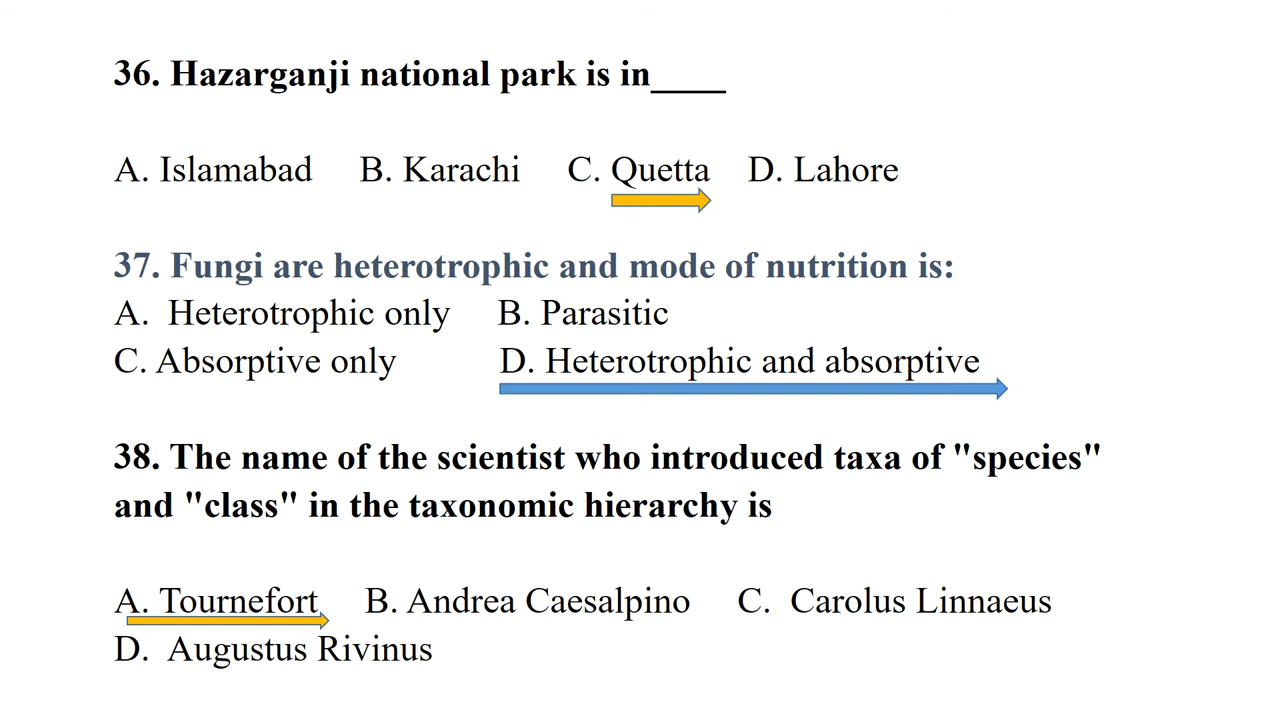 36. Hazarganji national park is in____
A. Islamabad B. Karachi C. Quetta D. Lahore
37. Fungi are heterotrophic and mode of nutrition is:
A. Heterotrophic only B. Parasitic
C. Absorptive only D. Heterotrophic and absorptive
38. The name of the scientist who introduced taxa of "species"
and "class" in the taxonomic hierarchy is
A. Tournefort B. Andrea Caesalpino C. Carolus Linnaeus
D. Augustus Rivinus